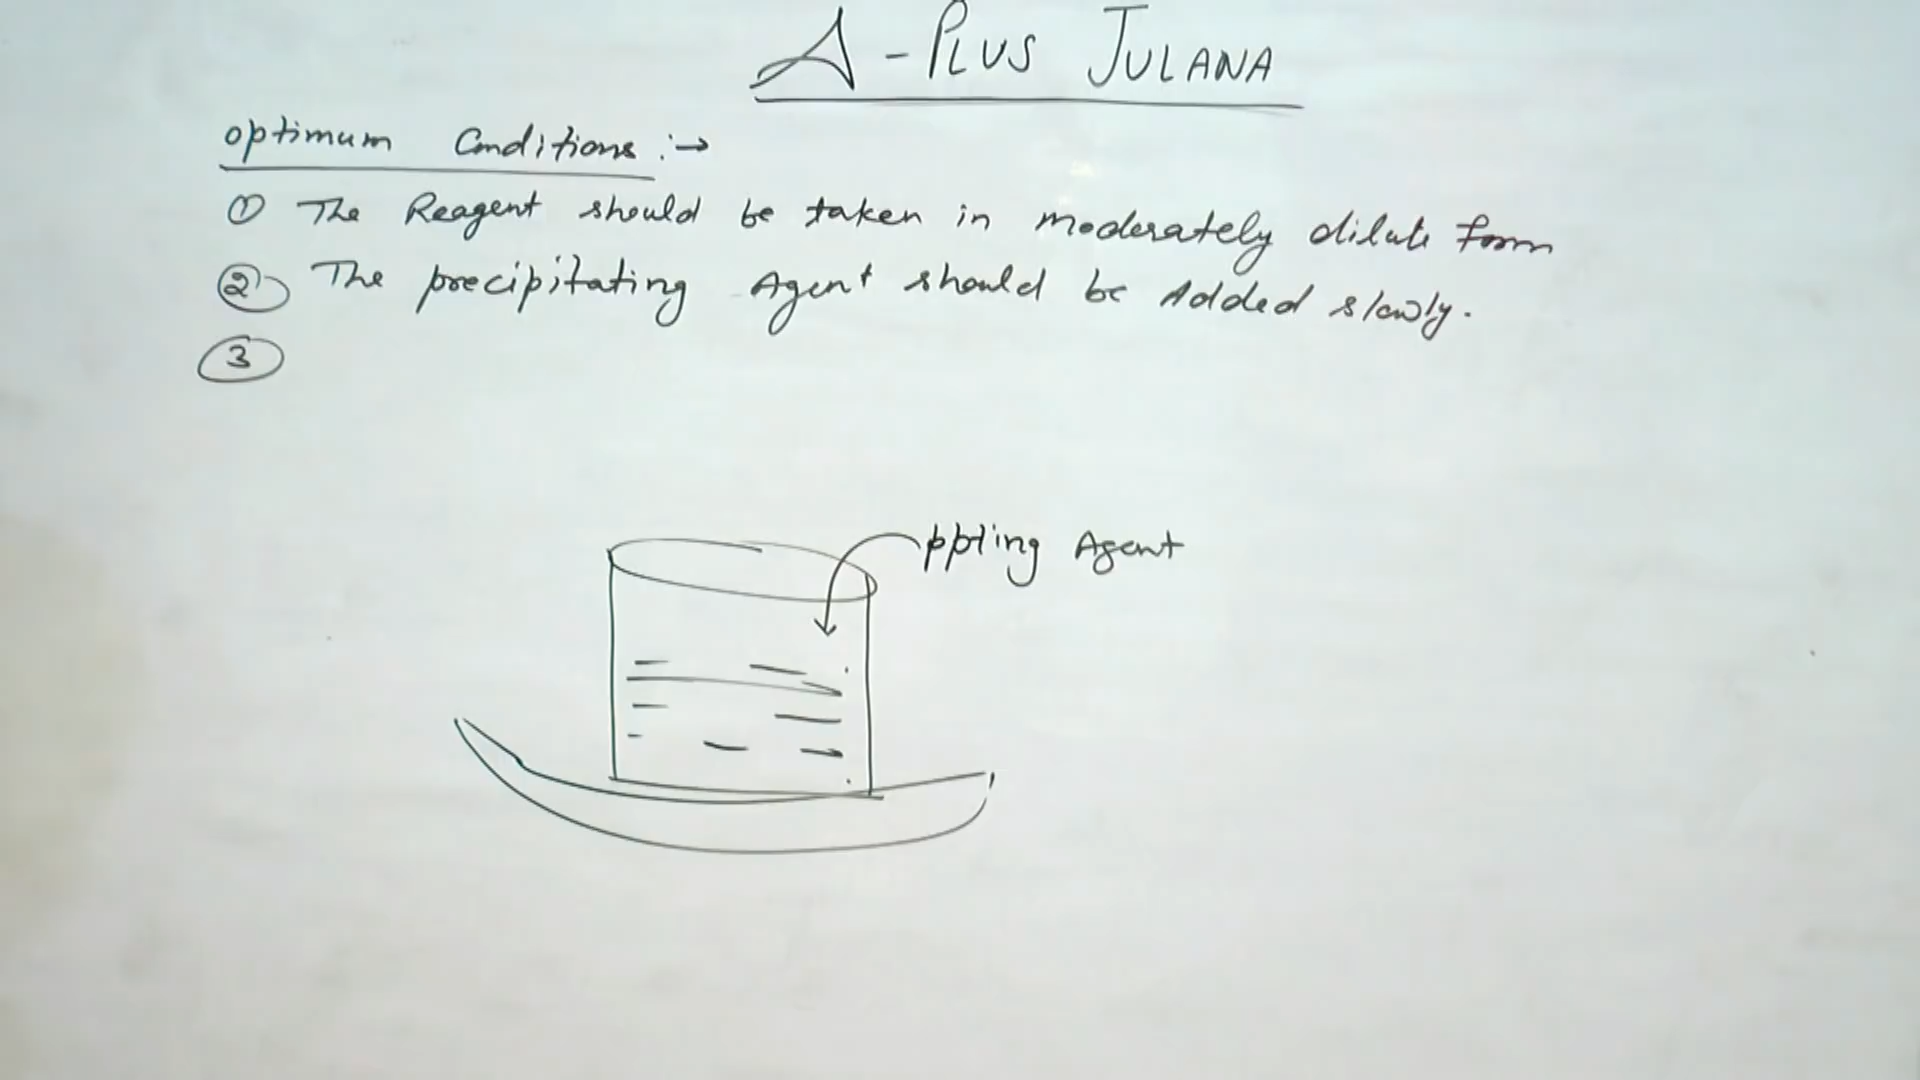 A-PLUS JULANA
optimum Conditions :→
① The Reagent should be taken in moderately dilute form
② The precipitating Agent should be Added slowly.
③
ppting Agent